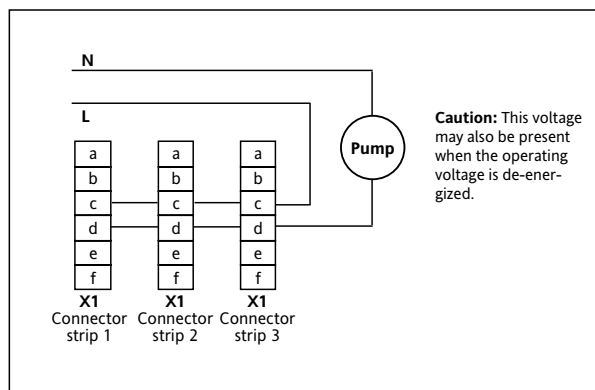 N
L
Pump
Caution: This voltage
may also be present
when the operating
voltage is de-ener-
gized.
a a a
b b b
c c c
d d d
e e e
f f f
X1 X1 X1
Connector Connector Connector
strip 1 strip 2 strip 3